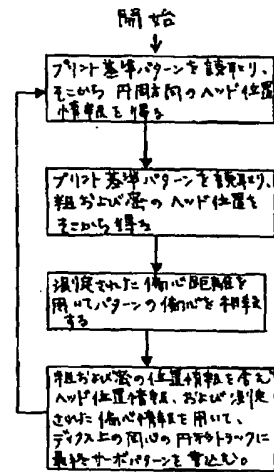 開始
プリント基準パターンを読取り、
そこから円周方向のヘッド位置
情報を得る
プリント基準パターンを読取り、
粗および密のヘッド位置を
そこから得る
測定された偏心距離を
用いてパターンの偏心を相殺
する
粗および密の位置情報を含む
ヘッド位置情報、および測定
された偏心情報を用いて、
ディスク上の同心の円形トラックに
最終サーボパターンを書込む。